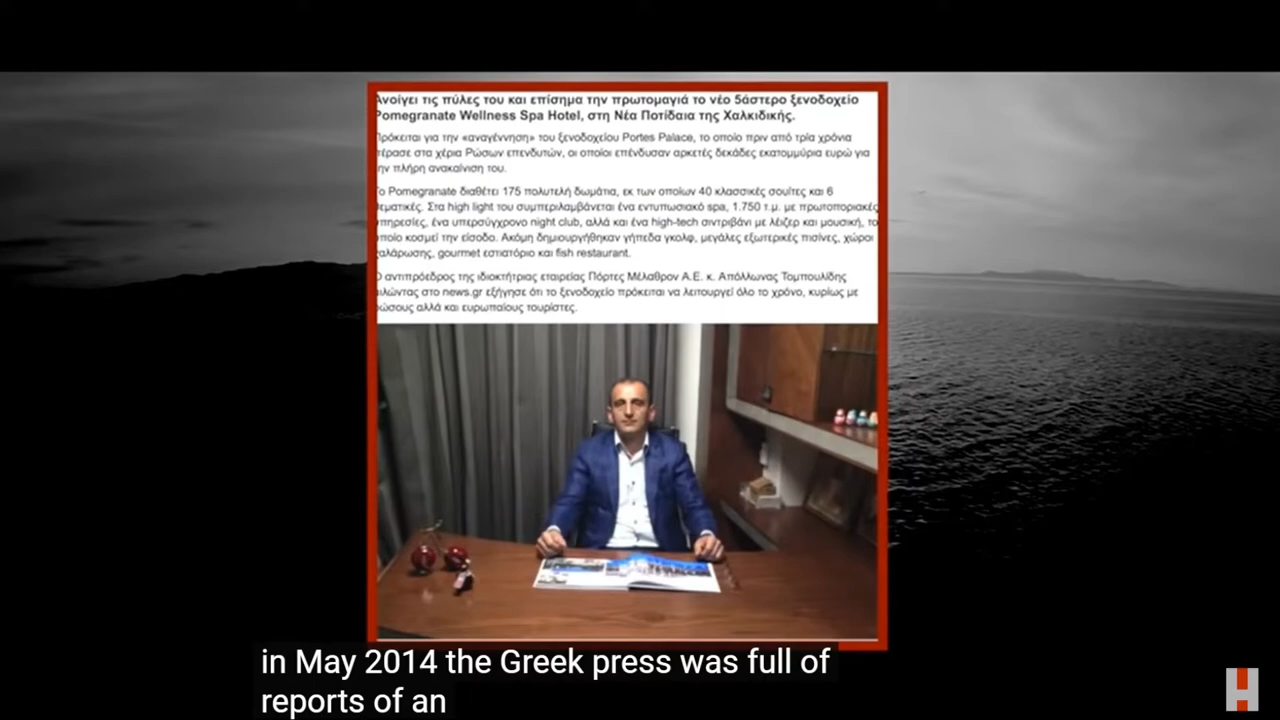 Ανοίγει τις πύλες του και επίσημα την πρωτομαγιά το νέο 5άστερο ξενοδοχείο
Pomegranate Wellness Spa Hotel, στη Νέα Ποτίδαια της Χαλκιδικής.
Πρόκειται για την «αναγέννηση» του ξενοδοχείου Portes Palace, το οποίο πριν από τρία χρόνια
πέρασε στα χέρια Ρώσων επενδυτών, οι οποίοι επένδυσαν αρκετές δεκάδες εκατομμύρια ευρώ για
την πλήρη ανακαίνιση του.
Το Pomegranate διαθέτει 175 πολυτελή δωμάτια, εκ των οποίων 40 κλασσικές σουίτες και 6
θεματικές. Στα high light του συμπεριλαμβάνεται ένα εντυπωσιακό spa, 1.750 τ.μ. με πρωτοποριακές
υπηρεσίες, ένα υπερσύγχρονο night club, αλλά και ένα high-tech σιντριβάνι με λέιζερ και μουσική, το
οποίο κοσμεί την είσοδο. Ακόμη δημιουργήθηκαν γήπεδα γκολφ, μεγάλες εξωτερικές πισίνες, χώροι
χαλάρωσης, gourmet εστιατόριο και fish restaurant.
Ο αντιπρόεδρος της ιδιοκτήτριας εταιρείας Πόρτες Μέλαθρον Α.Ε. κ. Απόλλωνας Τομπουλίδης
μιλώντας στο news.gr εξήγησε ότι το ξενοδοχείο πρόκειται να λειτουργεί όλο το χρόνο, κυρίως με
ρώσους αλλά και ευρωπαίους τουρίστες.
in May 2014 the Greek press was full of
reports of an
H